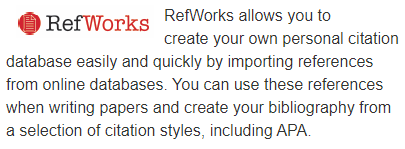 RefWorks
RefWorks allows you to
create your own personal citation
database easily and quickly by importing references
from online databases. You can use these references
when writing papers and create your bibliography from
a selection of citation styles, including APA.